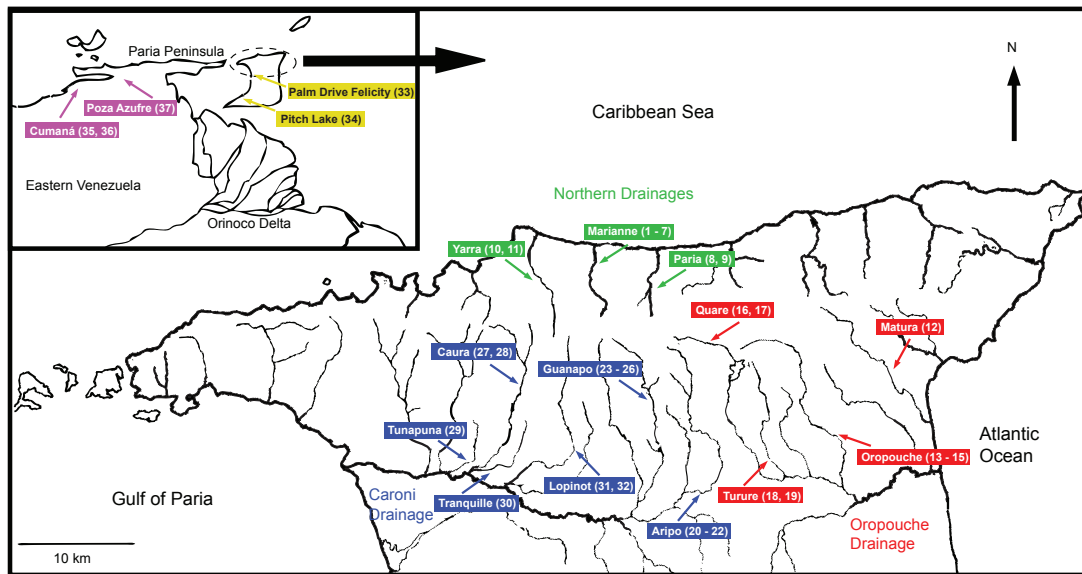 Paria Peninsula
Palm Drive Felicity (33)
Poza Azufre (37)
Pitch Lake (34)
Cumaná (35, 36)
Eastern Venezuela
Orinoco Delta
N
Caribbean Sea
Northern Drainages
Marianne (1 - 7)
Yarra (10, 11)
Paria (8, 9)
Quare (16, 17)
Matura (12)
Caura (27, 28)
Guanapo (23 - 26)
Tunapuna (29)
Atlantic
Ocean
Oropouche (13 - 15)
Lopinot (31, 32)
Turure (18, 19)
Gulf of Paria
Caroni
Drainage
Tranquille (30)
Aripo (20 - 22)
Oropouche
Drainage
10 km